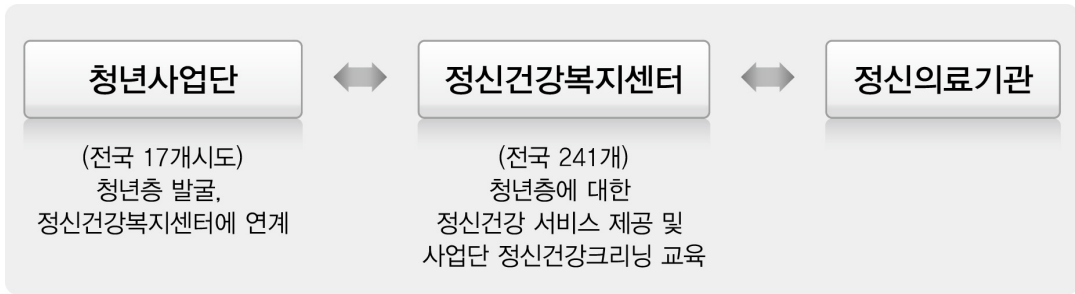 청년사업단
정신건강복지센터
정신의료기관
(전국 17개시도)
청년층 발굴,
정신건강복지센터에 연계
(전국 241개)
청년층에 대한
정신건강 서비스 제공 및
사업단 정신건강크리닝 교육